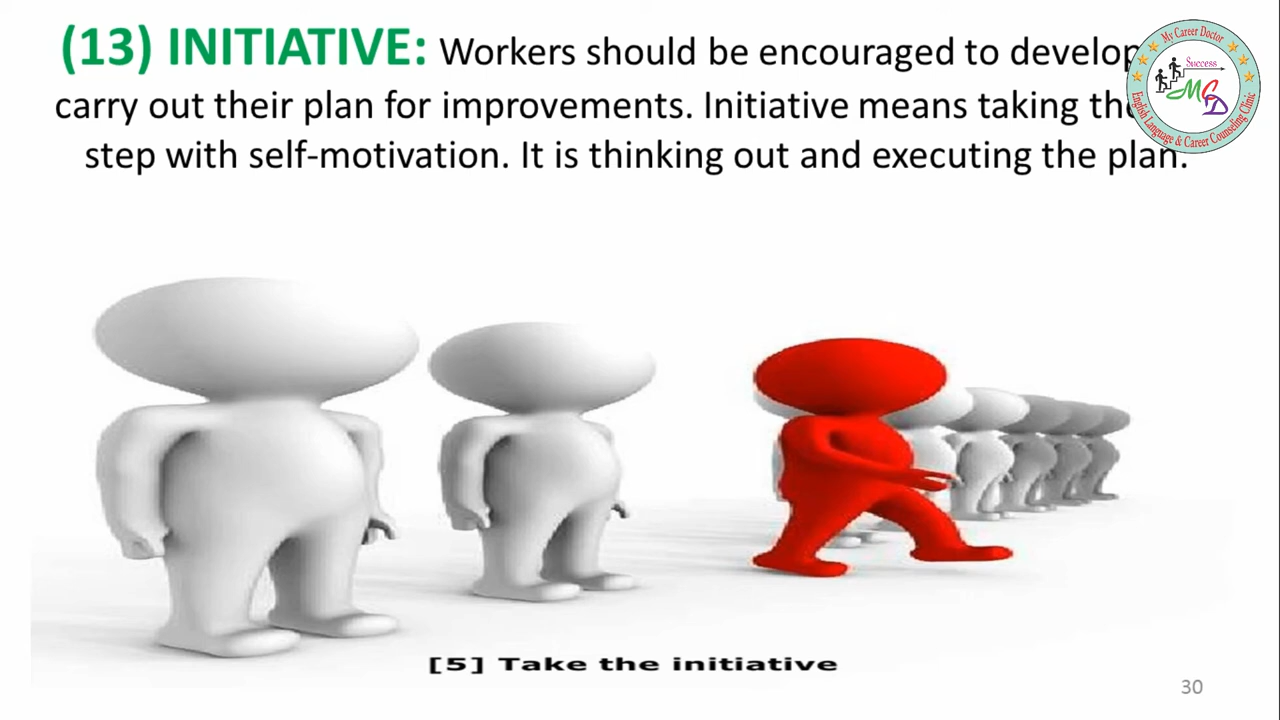 (13) INITIATIVE: Workers should be encouraged to develop
carry out their plan for improvements. Initiative means taking the
step with self-motivation. It is thinking out and executing the plan.
My Career Doctor
Success
MCD
English Language & Career Counseling Clinic
[5] Take the initiative
30